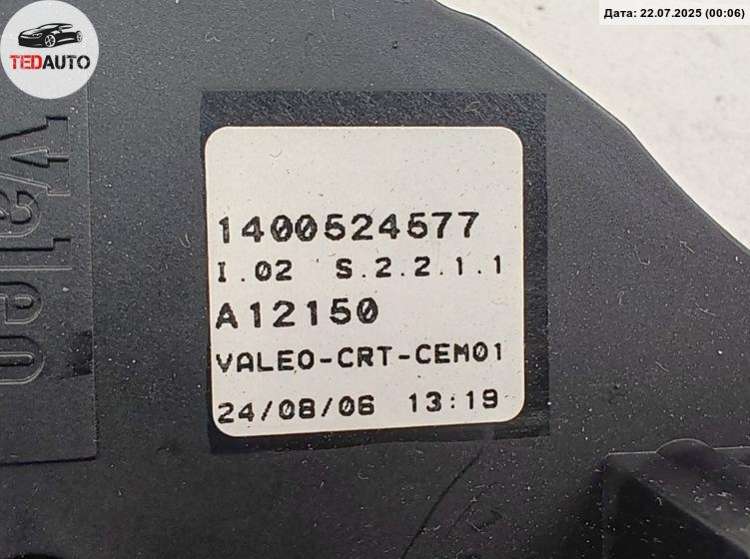 TEDAUTO
Дата: 22.07.2025 (00:06)
Valeo
1400524577
I.02 S.2.2.1.1
A12150
VALEO-CRT-CEM01
24/08/06 13:19